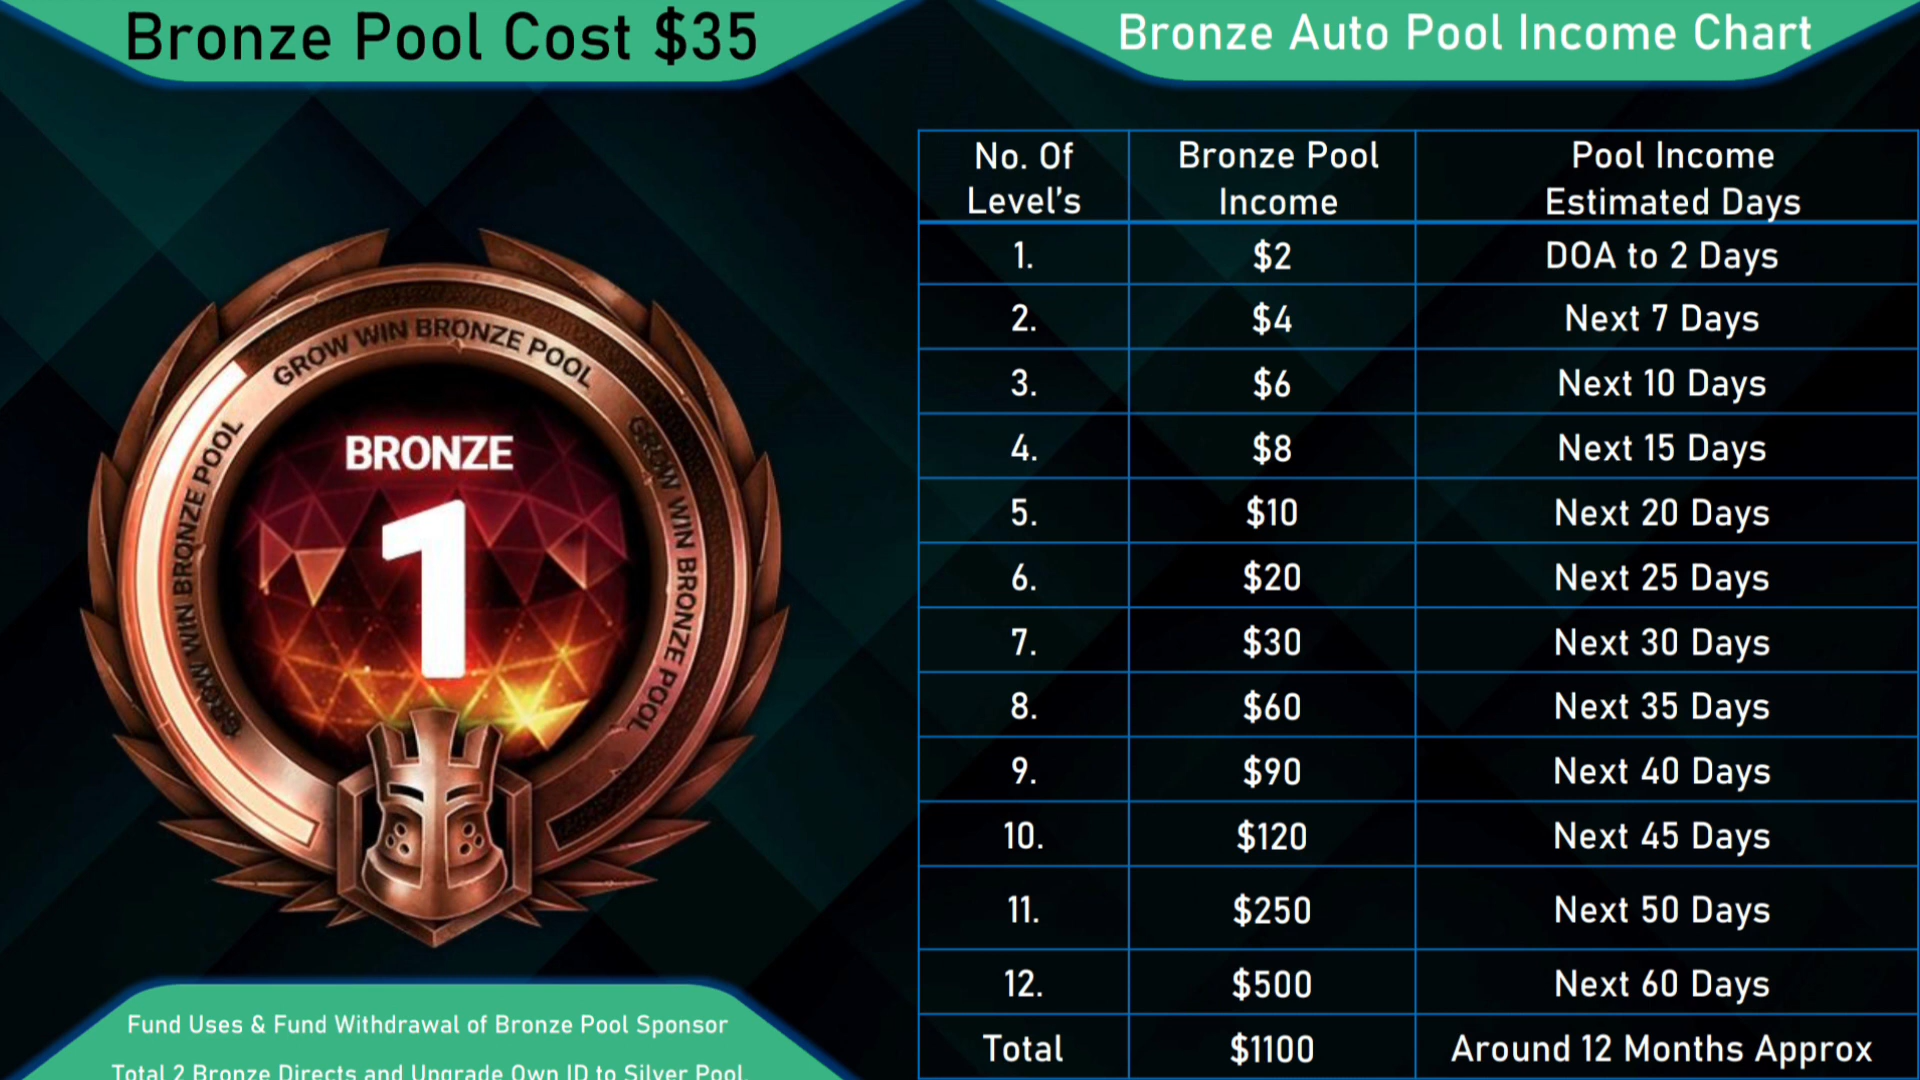 Bronze Pool Cost $35
GROW WIN BRONZE POOL
GROW WIN BRONZE POOL
GROW WIN BRONZE POOL
BRONZE
1
Fund Uses & Fund Withdrawal of Bronze Pool Sponsor
Total 2 Bronze Directs and Upgrade Own ID to Silver Pool.
Bronze Auto Pool Income Chart
No. Of Level's Bronze Pool Income Pool Income Estimated Days
1. $2 DOA to 2 Days
2. $4 Next 7 Days
3. $6 Next 10 Days
4. $8 Next 15 Days
5. $10 Next 20 Days
6. $20 Next 25 Days
7. $30 Next 30 Days
8. $60 Next 35 Days
9. $90 Next 40 Days
10. $120 Next 45 Days
11. $250 Next 50 Days
12. $500 Next 60 Days
Total $1100 Around 12 Months Approx